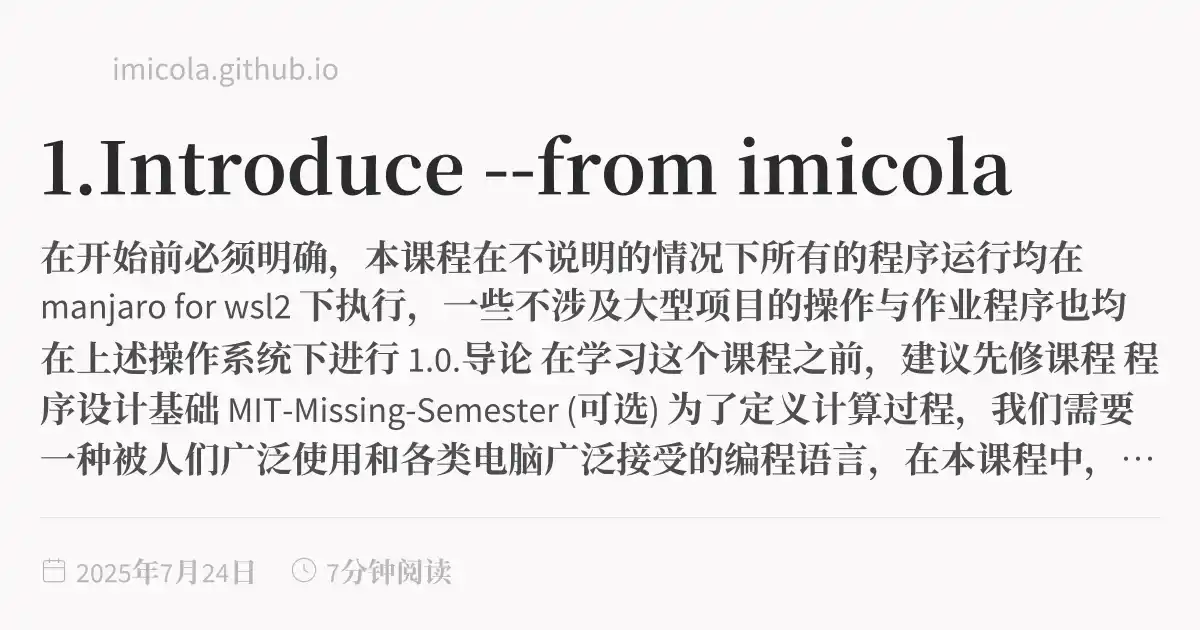 imicola.github.io
1.Introduce --from imicola
在开始前必须明确，本课程在不说明的情况下所有的程序运行均在
manjaro for wsl2 下执行，一些不涉及大型项目的操作与作业程序也均
在上述操作系统下进行 1.0.导论 在学习这个课程之前，建议先修课程 程
序设计基础 MIT-Missing-Semester (可选) 为了定义计算过程，我们需要
一种被人们广泛使用和各类电脑广泛接受的编程语言，在本课程中，…
2025年7月24日 7分钟阅读